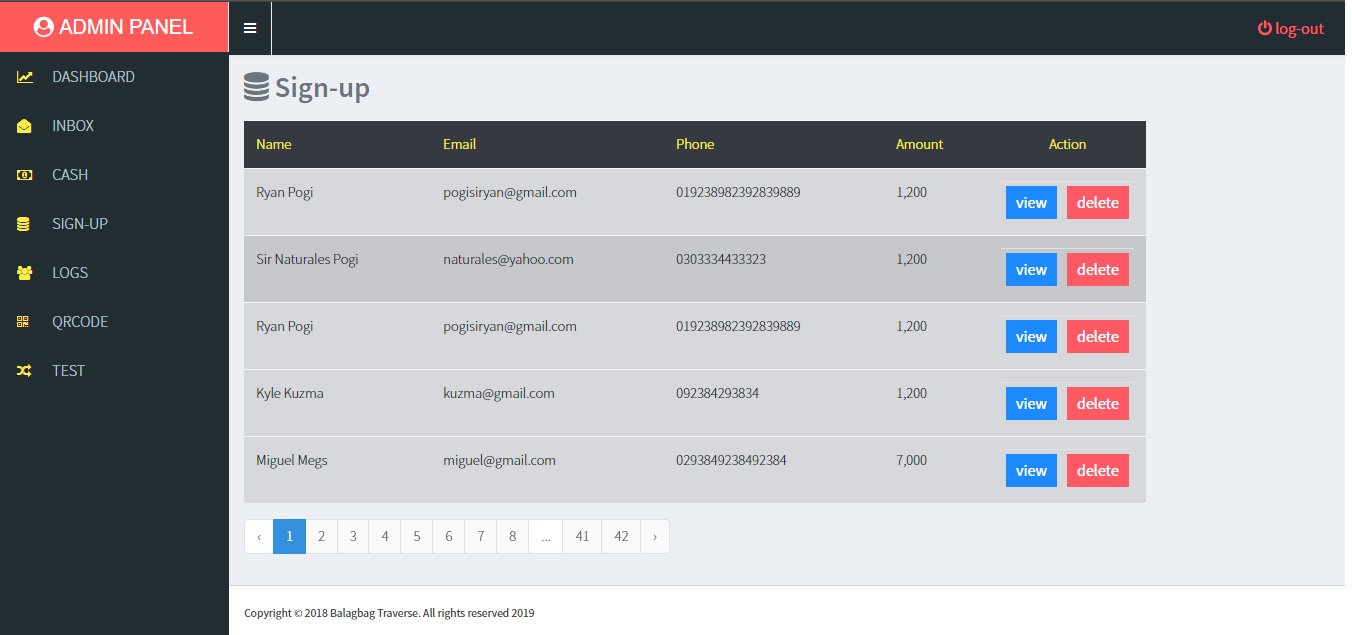 ADMIN PANEL
log-out
DASHBOARD
INBOX
CASH
SIGN-UP
LOGS
QRCODE
TEST
Sign-up
Name Email Phone Amount Action
Ryan Pogi pogisiryan@gmail.com 019238982392839889 1,200 view delete
Sir Naturales Pogi naturales@yahoo.com 0303334433323 1,200 view delete
Ryan Pogi pogisiryan@gmail.com 019238982392839889 1,200 view delete
Kyle Kuzma kuzma@gmail.com 092384293834 1,200 view delete
Miguel Megs miguel@gmail.com 0293849238492384 7,000 view delete
‹ 1 2 3 4 5 6 7 8 ... 41 42 ›
Copyright © 2018 Balagbag Traverse. All rights reserved 2019